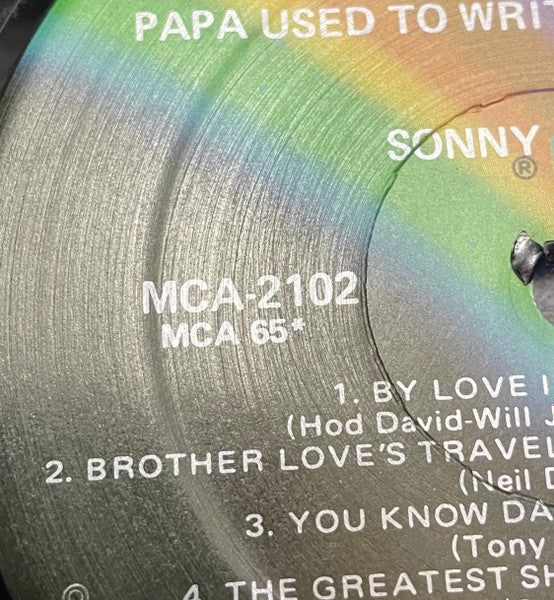 PAPA USED TO WRIT
SONNY
®
MCA-2102
MCA 65*
1. BY LOVE I
(Hod David-Will J
2. BROTHER LOVE'S TRAVEL
(Neil D
3. YOU KNOW DA
(Tony
4. THE GREATEST SH